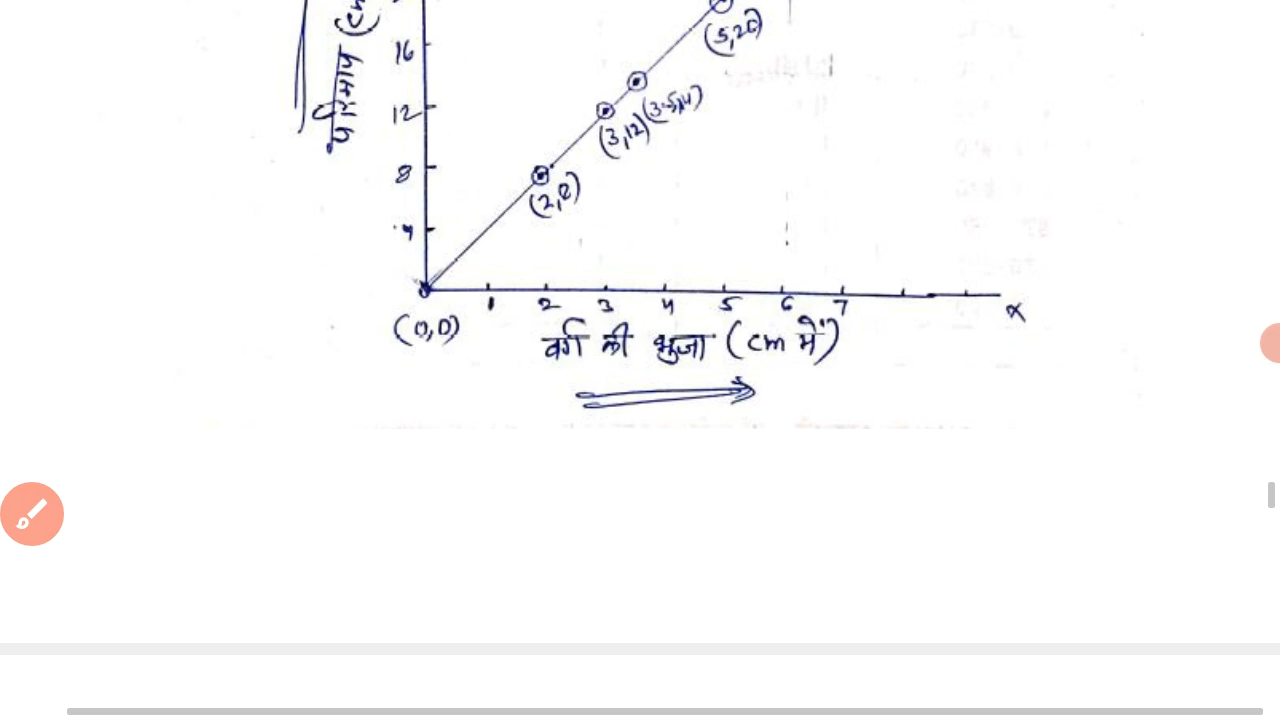 परिमाप (cm
16
(5,20)
12
(3,12) (3.5,14)
8
(2,8)
4
1 2 3 4 5 6 7 x
(0,0)
वर्ग की भुजा (cm में)